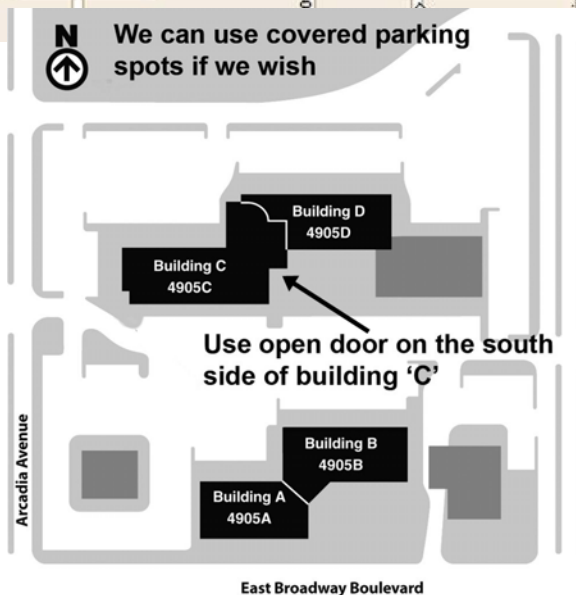 N
We can use covered parking
spots if we wish
Building D
4905D
Building C
4905C
Use open door on the south
side of building ‘C’
Building B
4905B
Building A
4905A
Arcadia Avenue
East Broadway Boulevard